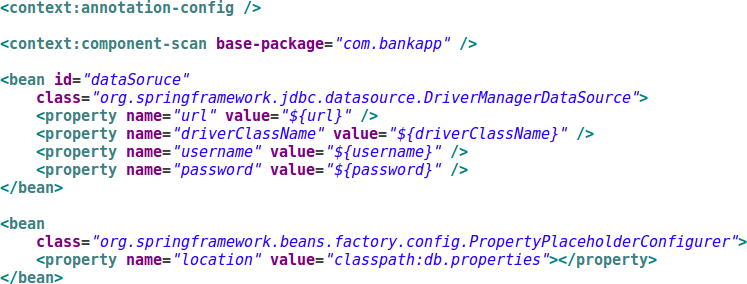 <context:annotation-config />
<context:component-scan base-package="com.bankapp" />
<bean id="dataSoruce"
class="org.springframework.jdbc.datasource.DriverManagerDataSource">
<property name="url" value="${url}" />
<property name="driverClassName" value="${driverClassName}" />
<property name="username" value="${username}" />
<property name="password" value="${password}" />
</bean>
<bean
class="org.springframework.beans.factory.config.PropertyPlaceholderConfigurer">
<property name="location" value="classpath:db.properties"></property>
</bean>